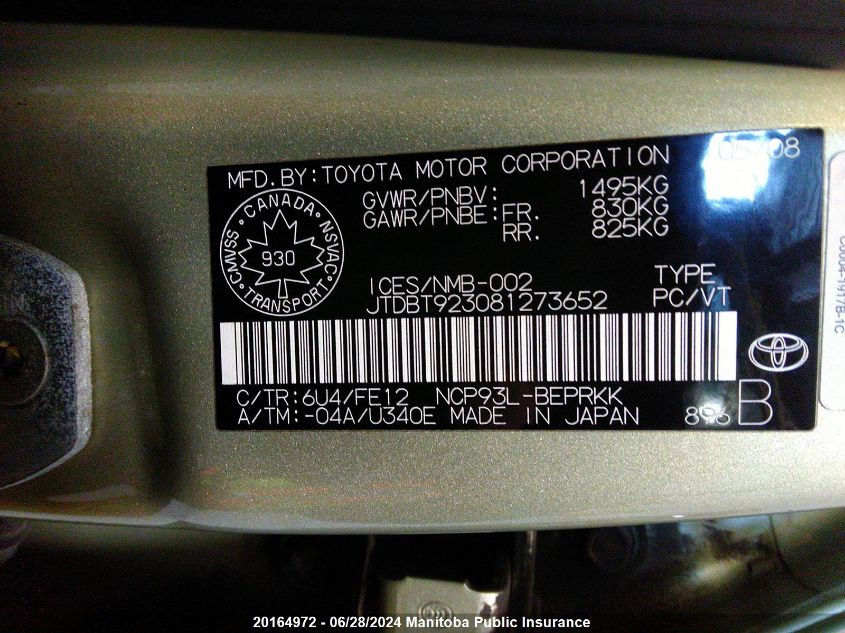 MFD.BY:TOYOTA MOTOR CORPORATION 05/08
GVWR/PNBV: 1495KG
GAWR/PNBE: FR. 830KG
RR. 825KG
CANADA
CMVSS NSVAC
930
TRANSPORT
ICES/NMB-002
JTDBT923081273652
TYPE
PC/VT
C/TR:6U4/FE12 NCP93L-BEPRKK
A/TM:-04A/U340E MADE IN JAPAN 896 B
20164972 - 06/28/2024 Manitoba Public Insurance